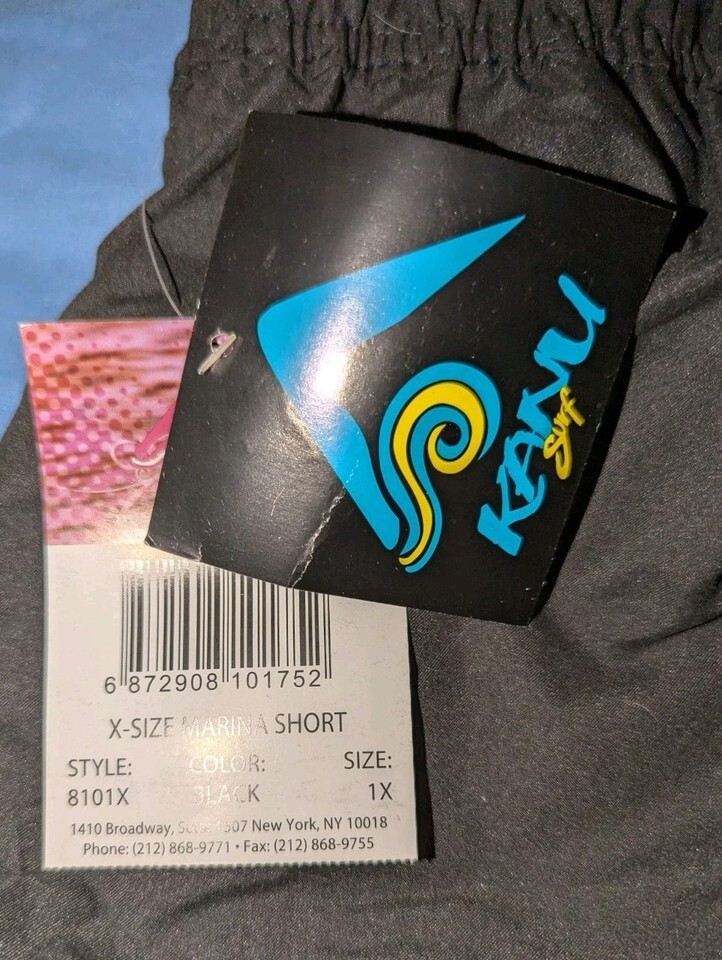 KANU
surf
6 872908 101752
X-SIZE MARINA SHORT
STYLE: COLOR: SIZE:
8101X BLACK 1X
1410 Broadway, Suite 1507 New York, NY 10018
Phone: (212) 868-9771 • Fax: (212) 868-9755